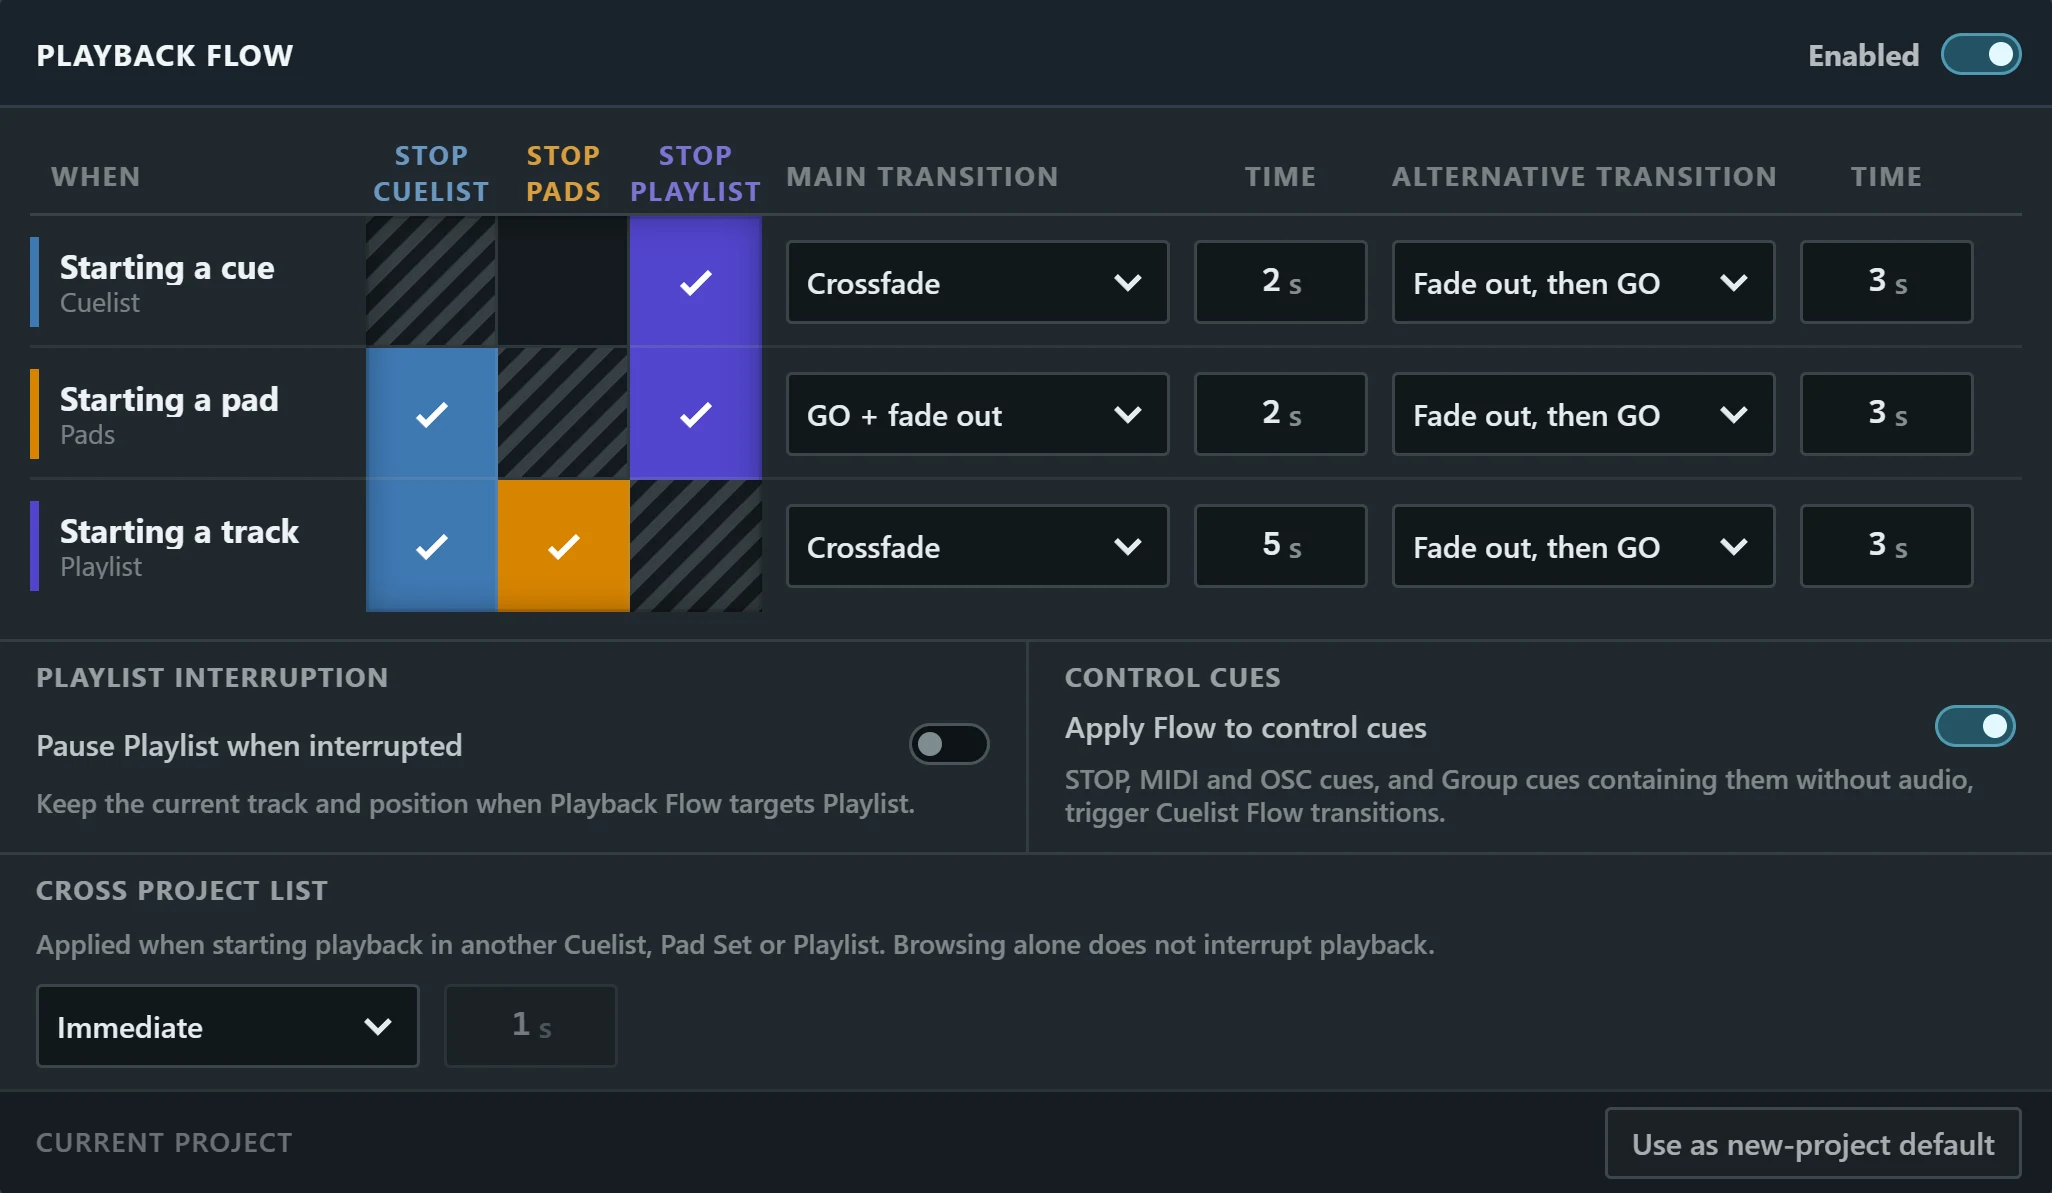 PLAYBACK FLOW
Enabled
WHEN
STOP CUELIST
STOP PADS
STOP PLAYLIST
MAIN TRANSITION
TIME
ALTERNATIVE TRANSITION
TIME
Starting a cue
Cuelist
Crossfade
2 s
Fade out, then GO
3 s
Starting a pad
Pads
GO + fade out
2 s
Fade out, then GO
3 s
Starting a track
Playlist
Crossfade
5 s
Fade out, then GO
3 s
PLAYLIST INTERRUPTION
Pause Playlist when interrupted
Keep the current track and position when Playback Flow targets Playlist.
CONTROL CUES
Apply Flow to control cues
STOP, MIDI and OSC cues, and Group cues containing them without audio,
trigger Cuelist Flow transitions.
CROSS PROJECT LIST
Applied when starting playback in another Cuelist, Pad Set or Playlist. Browsing alone does not interrupt playback.
Immediate
1 s
CURRENT PROJECT
Use as new-project default